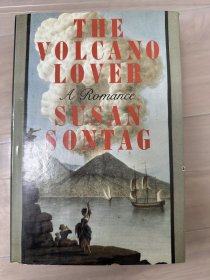 THE
VOLCANO
LOVER
A Romance
SUSAN
SONTAG